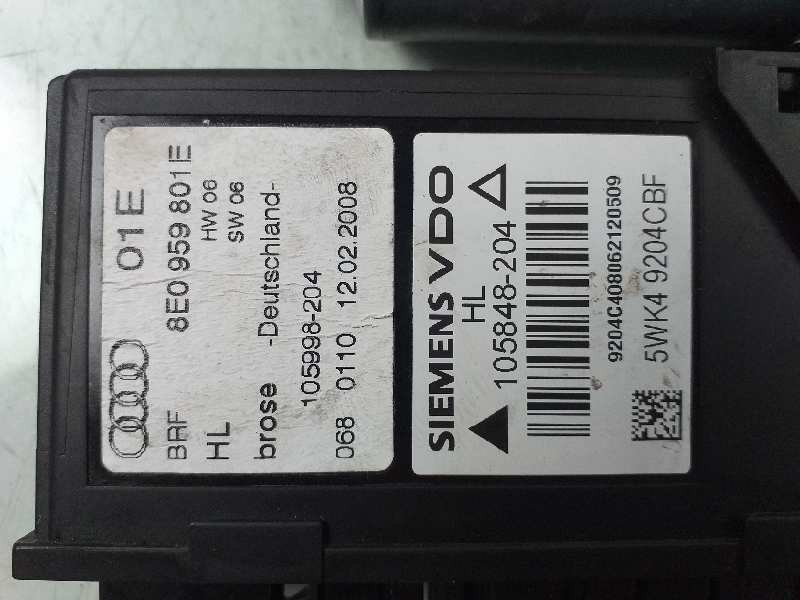 01E
BRF 8E0 959 801 E
HW 06
HL SW 06
brose -Deutschland-
105998-204
068 0110 12.02.2008
SIEMENS VDO
HL
105848-204
9204C408062120509
5WK4 9204CBF